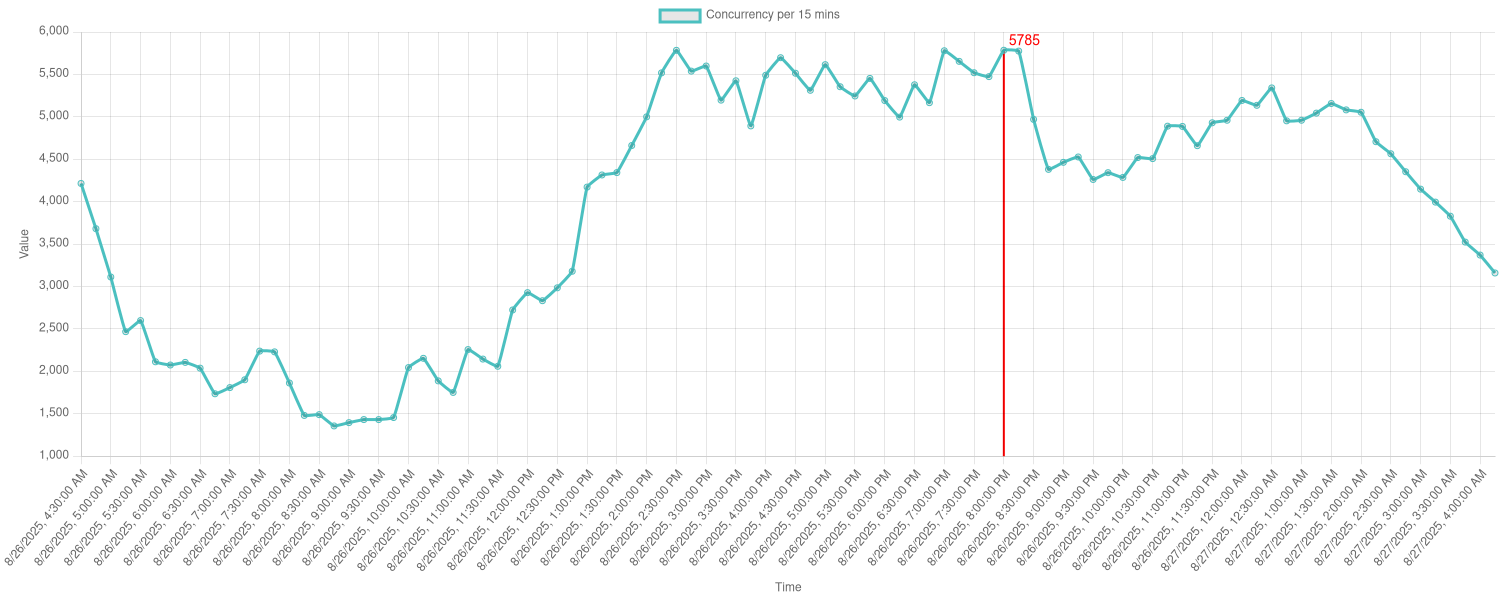 Concurrency per 15 mins
6,000
5785
5,500
5,000
4,500
4,000
3,500
3,000
2,500
2,000
1,500
1,000
Value
8/26/2025, 4:30:00 AM
8/26/2025, 5:00:00 AM
8/26/2025, 5:30:00 AM
8/26/2025, 6:00:00 AM
8/26/2025, 6:30:00 AM
8/26/2025, 7:00:00 AM
8/26/2025, 7:30:00 AM
8/26/2025, 8:00:00 AM
8/26/2025, 8:30:00 AM
8/26/2025, 9:00:00 AM
8/26/2025, 9:30:00 AM
8/26/2025, 10:00:00 AM
8/26/2025, 10:30:00 AM
8/26/2025, 11:00:00 AM
8/26/2025, 11:30:00 AM
8/26/2025, 12:00:00 PM
8/26/2025, 12:30:00 PM
8/26/2025, 1:00:00 PM
8/26/2025, 1:30:00 PM
8/26/2025, 2:00:00 PM
8/26/2025, 2:30:00 PM
8/26/2025, 3:00:00 PM
8/26/2025, 3:30:00 PM
8/26/2025, 4:00:00 PM
8/26/2025, 4:30:00 PM
8/26/2025, 5:00:00 PM
8/26/2025, 5:30:00 PM
8/26/2025, 6:00:00 PM
8/26/2025, 6:30:00 PM
8/26/2025, 7:00:00 PM
8/26/2025, 7:30:00 PM
8/26/2025, 8:00:00 PM
8/26/2025, 8:30:00 PM
8/26/2025, 9:00:00 PM
8/26/2025, 9:30:00 PM
8/26/2025, 10:00:00 PM
8/26/2025, 10:30:00 PM
8/26/2025, 11:00:00 PM
8/26/2025, 11:30:00 PM
8/27/2025, 12:00:00 AM
8/27/2025, 12:30:00 AM
8/27/2025, 1:00:00 AM
8/27/2025, 1:30:00 AM
8/27/2025, 2:00:00 AM
8/27/2025, 2:30:00 AM
8/27/2025, 3:00:00 AM
8/27/2025, 3:30:00 AM
8/27/2025, 4:00:00 AM
Time